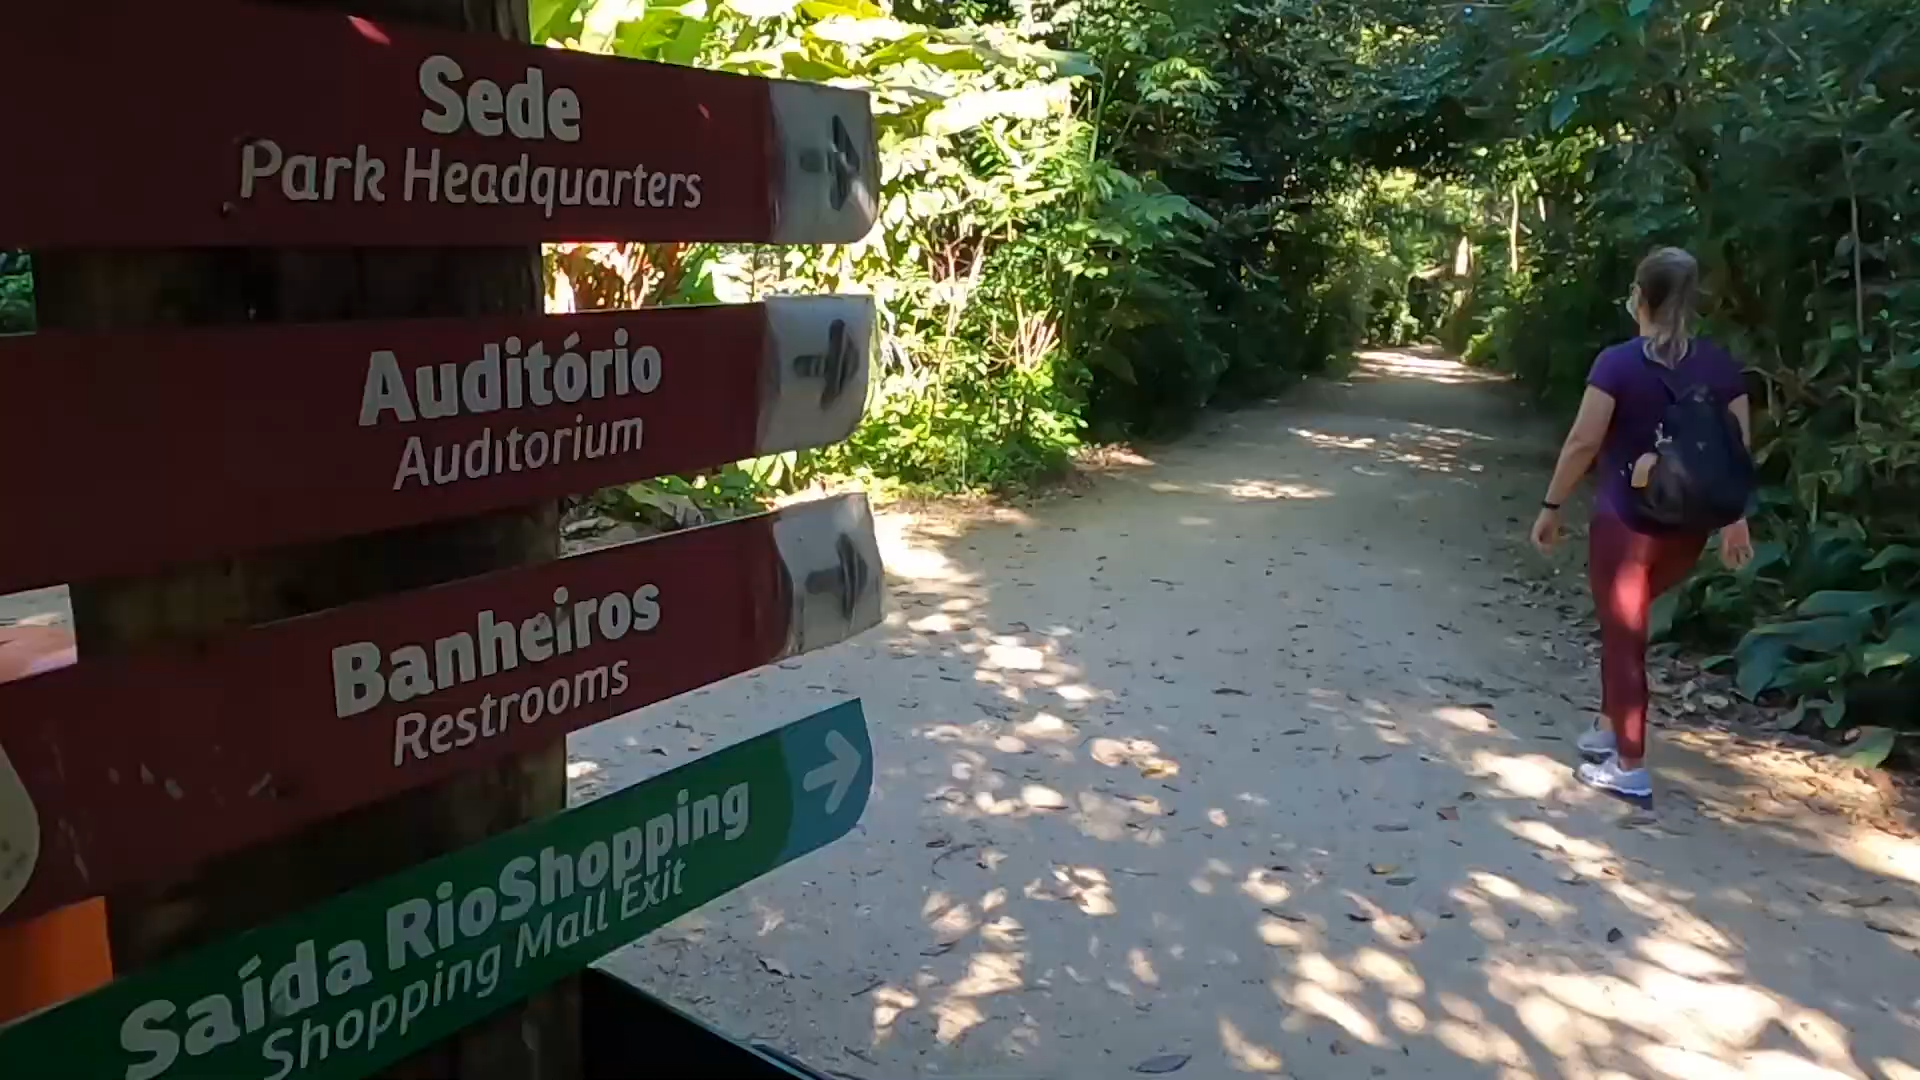 Sede
Park Headquarters
Auditório
Auditorium
Banheiros
Restrooms
Saída RioShopping
Shopping Mall Exit